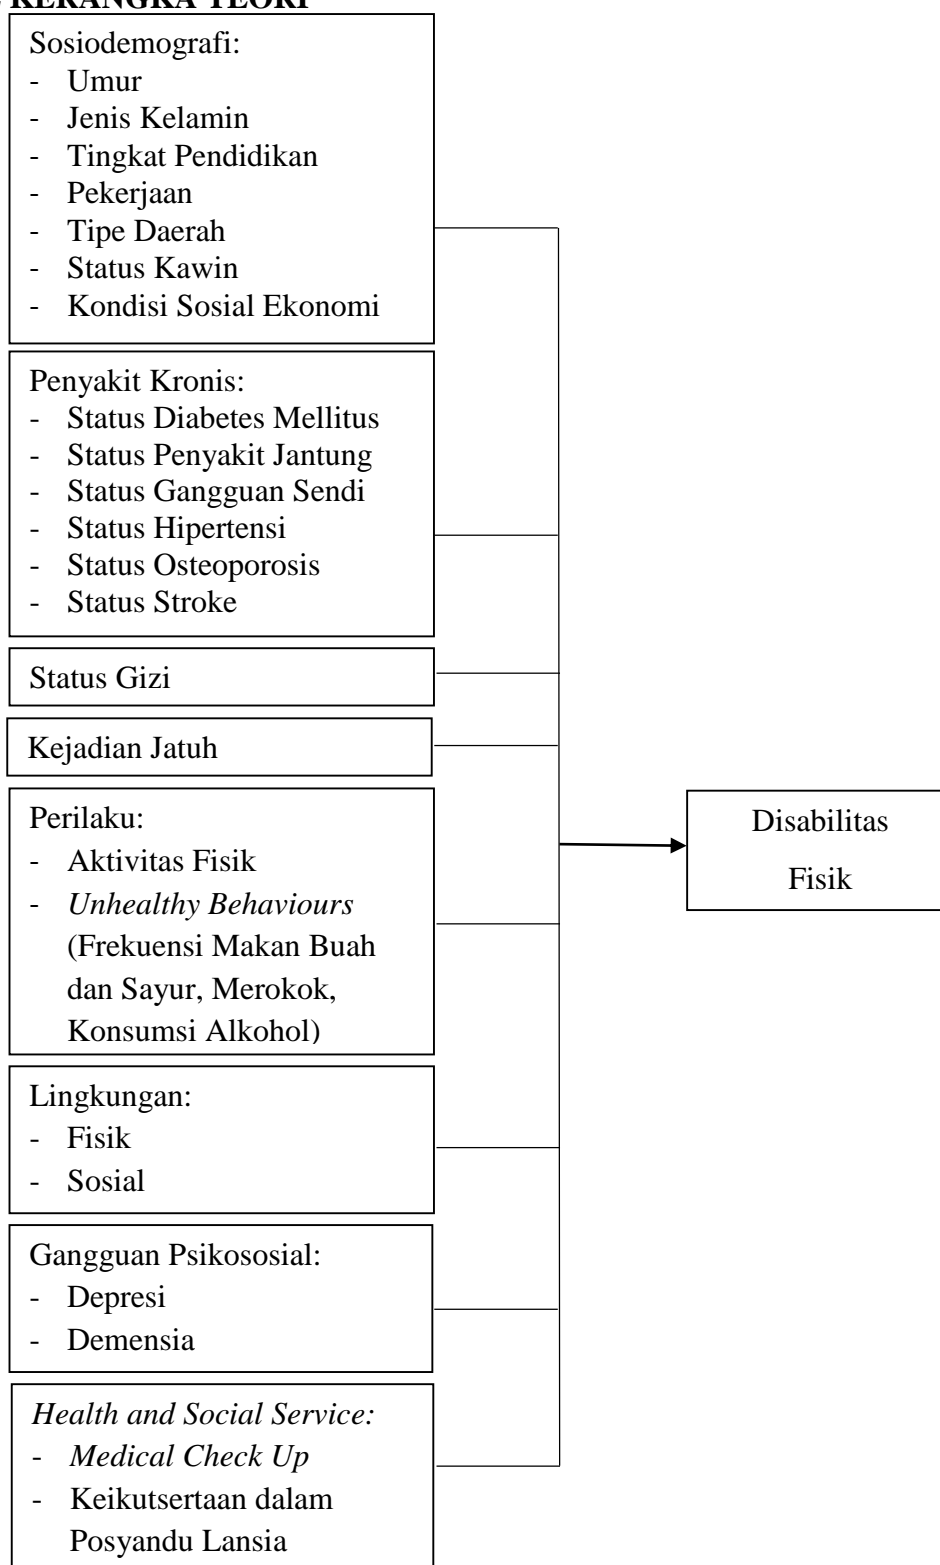 KERANGKA TEORI
Sosiodemografi:
- Umur
- Jenis Kelamin
- Tingkat Pendidikan
- Pekerjaan
- Tipe Daerah
- Status Kawin
- Kondisi Sosial Ekonomi
Penyakit Kronis:
- Status Diabetes Mellitus
- Status Penyakit Jantung
- Status Gangguan Sendi
- Status Hipertensi
- Status Osteoporosis
- Status Stroke
Status Gizi
Kejadian Jatuh
Perilaku:
- Aktivitas Fisik
- Unhealthy Behaviours
(Frekuensi Makan Buah
dan Sayur, Merokok,
Konsumsi Alkohol)
Lingkungan:
- Fisik
- Sosial
Gangguan Psikososial:
- Depresi
- Demensia
Health and Social Service:
- Medical Check Up
- Keikutsertaan dalam
Posyandu Lansia
Disabilitas
Fisik